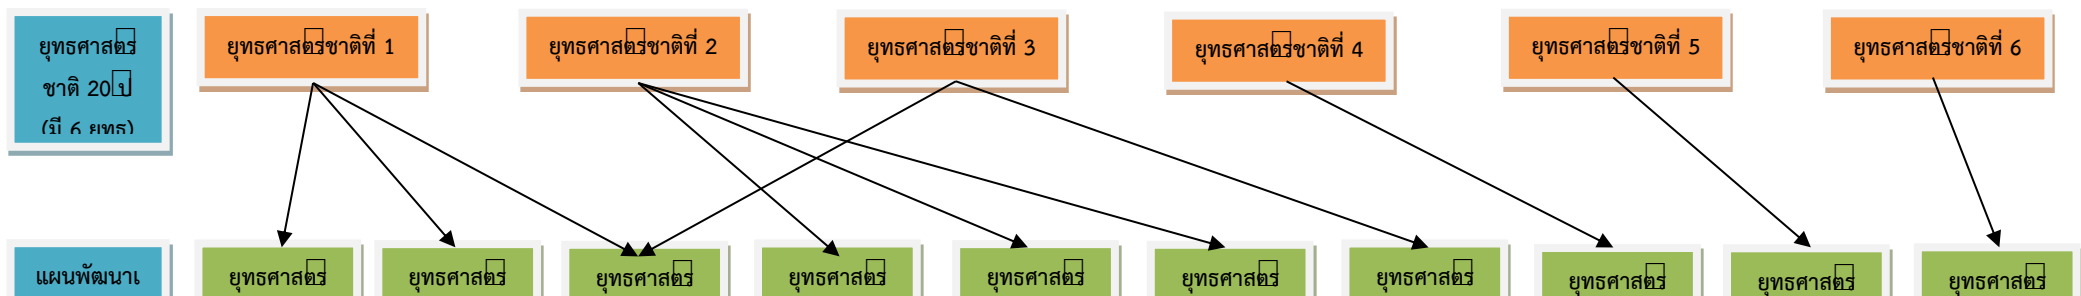 ยุทธศาสตร์
ชาติ 20 ปี
(มี 6 ยุทธ)
ยุทธศาสตร์ชาติที่ 1
ยุทธศาสตร์ชาติที่ 2
ยุทธศาสตร์ชาติที่ 3
ยุทธศาสตร์ชาติที่ 4
ยุทธศาสตร์ชาติที่ 5
ยุทธศาสตร์ชาติที่ 6
แผนพัฒนาเ
ยุทธศาสตร์
ยุทธศาสตร์
ยุทธศาสตร์
ยุทธศาสตร์
ยุทธศาสตร์
ยุทธศาสตร์
ยุทธศาสตร์
ยุทธศาสตร์
ยุทธศาสตร์
ยุทธศาสตร์